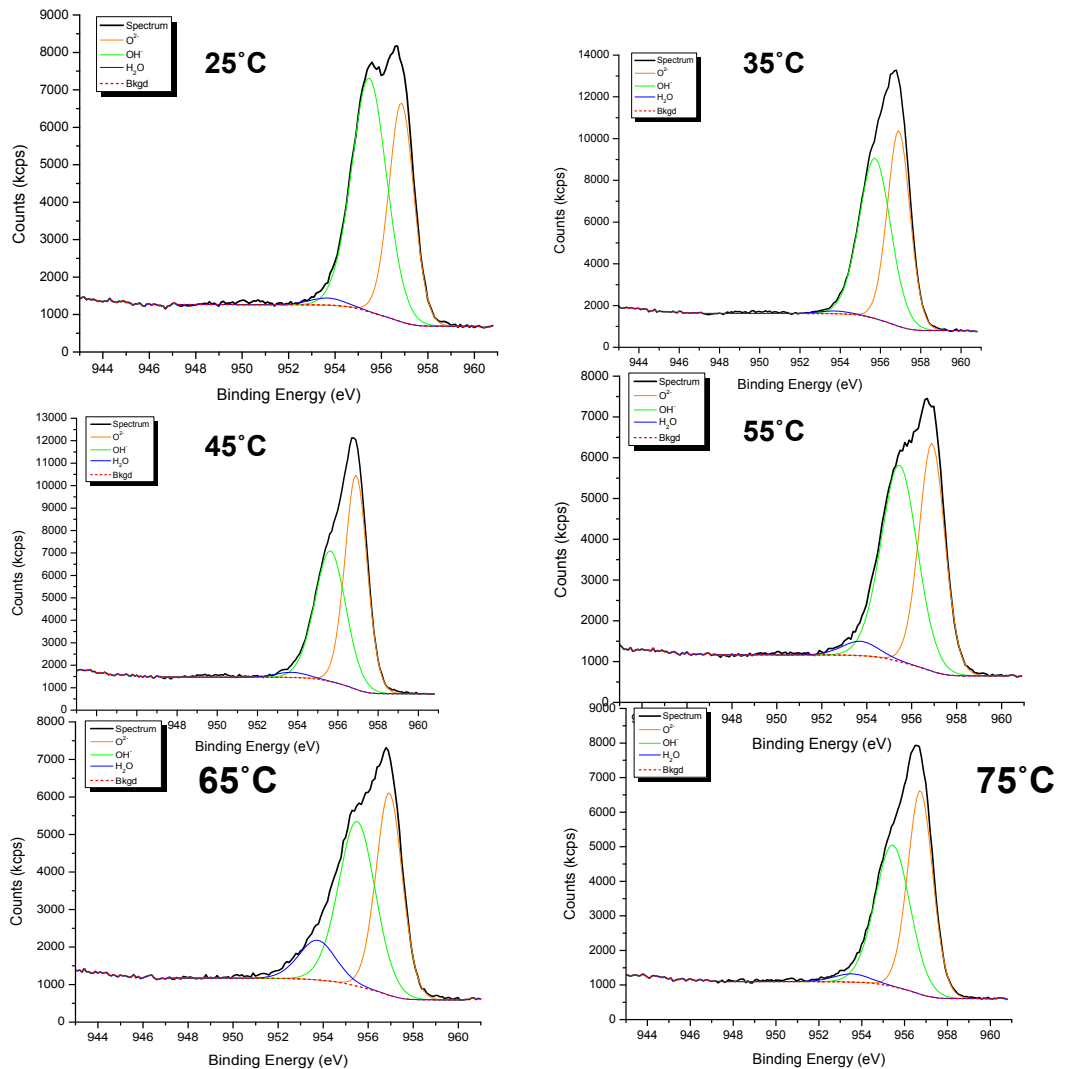 25˚C
Spectrum
O2-
OH-
H2O
Bkgd
Counts (kcps)
9000
8000
7000
6000
5000
4000
3000
2000
1000
0
944 946 948 950 952 954 956 958 960
Binding Energy (eV)
35˚C
Spectrum
O2-
OH-
H2O
Bkgd
Counts (kcps)
14000
12000
10000
8000
6000
4000
2000
0
944 946 948 950 952 954 956 958 960
Binding Energy (eV)
45˚C
Spectrum
O2-
OH-
H2O
Bkgd
Counts (kcps)
13000
12000
11000
10000
9000
8000
7000
6000
5000
4000
3000
2000
1000
0
948 950 952 954 956 958 960
Binding Energy (eV)
55˚C
Spectrum
O2-
OH-
H2O
Bkgd
Counts (kcps)
8000
7000
6000
5000
4000
3000
2000
1000
0
948 950 952 954 956 958 960
Binding Energy (eV)
65˚C
Spectrum
O2-
OH-
H2O
Bkgd
Counts (kcps)
8000
7000
6000
5000
4000
3000
2000
1000
0
944 946 948 950 952 954 956 958 960
Binding Energy (eV)
75˚C
Spectrum
O2-
OH-
H2O
Bkgd
Counts (kcps)
9000
8000
7000
6000
5000
4000
3000
2000
1000
0
944 946 948 950 952 954 956 958 960
Binding Energy (eV)